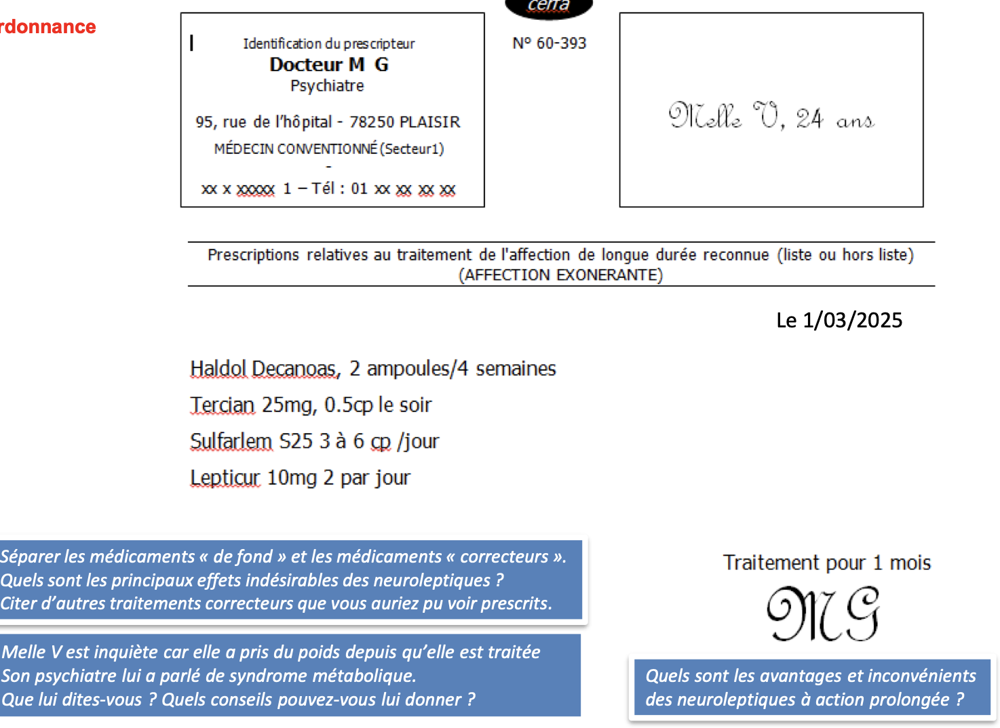 rdonnance
cerfa
Identification du prescripteur
Docteur M G
Psychiatre
95, rue de l'hôpital - 78250 PLAISIR
MÉDECIN CONVENTIONNÉ (Secteur1)
-
xx x xxxxx 1 – Tél : 01 xx xx xx xx
N° 60-393
Melle V, 24 ans
Prescriptions relatives au traitement de l'affection de longue durée reconnue (liste ou hors liste)
(AFFECTION EXONERANTE)
Le 1/03/2025
Haldol Decanoas, 2 ampoules/4 semaines
Tercian 25mg, 0.5cp le soir
Sulfarlem S25 3 à 6 cp /jour
Lepticur 10mg 2 par jour
Séparer les médicaments « de fond » et les médicaments « correcteurs ».
Quels sont les principaux effets indésirables des neuroleptiques ?
Citer d'autres traitements correcteurs que vous auriez pu voir prescrits.
Traitement pour 1 mois
MG
Melle V est inquiète car elle a pris du poids depuis qu'elle est traitée
Son psychiatre lui a parlé de syndrome métabolique.
Que lui dites-vous ? Quels conseils pouvez-vous lui donner ?
Quels sont les avantages et inconvénients
des neuroleptiques à action prolongée ?